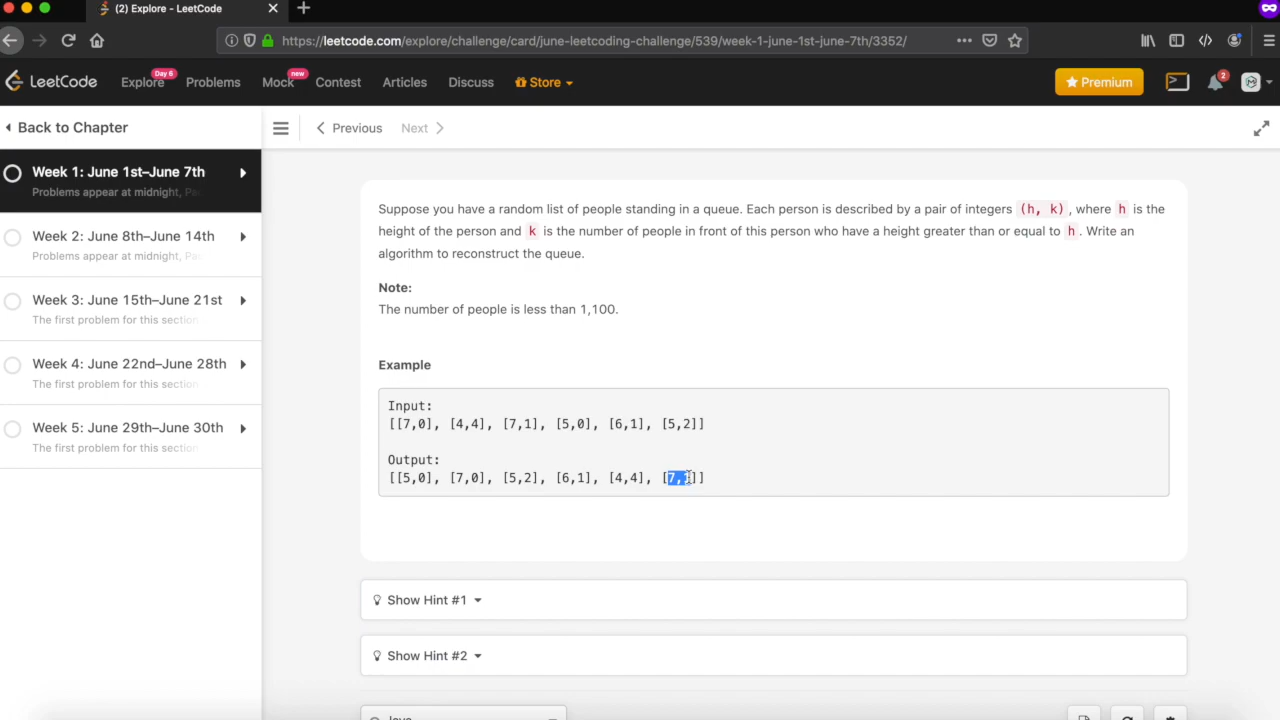 (2) Explore - LeetCode
https://leetcode.com/explore/challenge/card/june-leetcoding-challenge/539/week-1-june-1st-june-7th/3352/
LeetCode
Explore Day 6 Problems Mock new Contest Articles Discuss Store Premium 2
Back to Chapter
Previous Next
Week 1: June 1st–June 7th
Problems appear at midnight, Pa
Week 2: June 8th–June 14th
Problems appear at midnight, Pa
Week 3: June 15th–June 21st
The first problem for this section
Week 4: June 22nd–June 28th
The first problem for this section
Week 5: June 29th–June 30th
The first problem for this section
Suppose you have a random list of people standing in a queue. Each person is described by a pair of integers (h, k), where h is the
height of the person and k is the number of people in front of this person who have a height greater than or equal to h. Write an
algorithm to reconstruct the queue.
Note:
The number of people is less than 1,100.
Example
Input:
[[7,0], [4,4], [7,1], [5,0], [6,1], [5,2]]
Output:
[[5,0], [7,0], [5,2], [6,1], [4,4], [7,1]]
Show Hint #1
Show Hint #2
Java